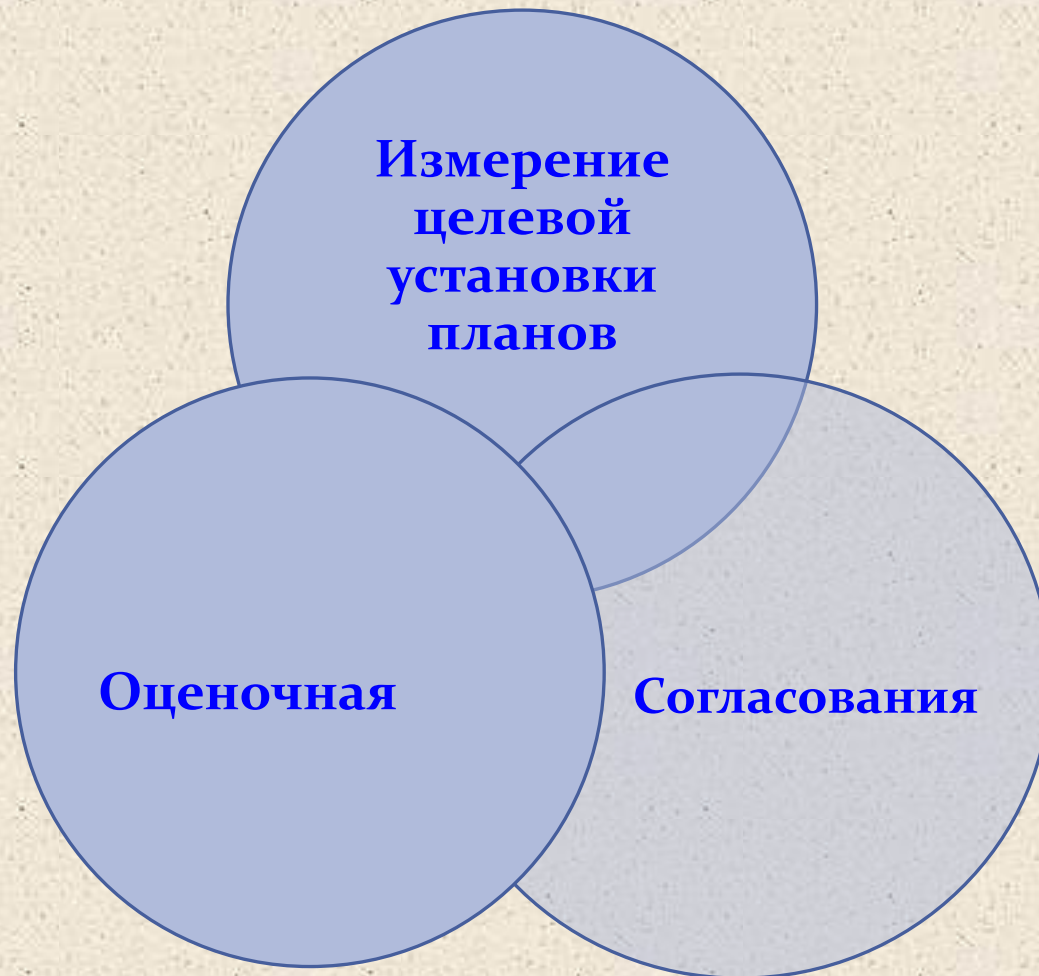 Измерение
целевой
установки
планов
Оценочная
Согласования